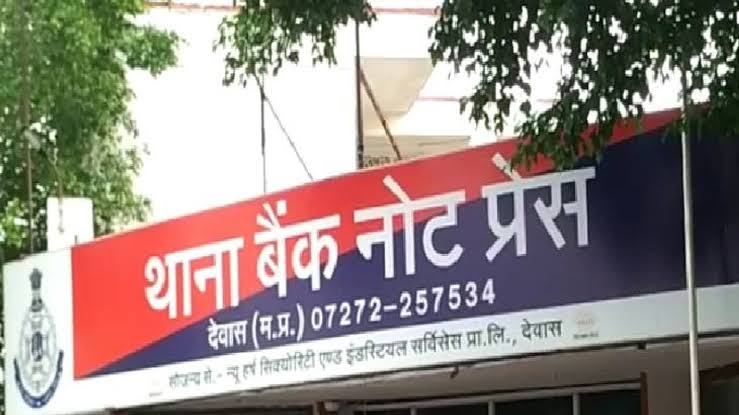 थाना बैंक नोट प्रेस
देवास (म.प्र.) 07272-257534
सौजन्य से.- न्यू हर्ष सिक्योरिटी एण्ड इंडस्ट्रियल सर्विसेस प्रा.लि., देवास